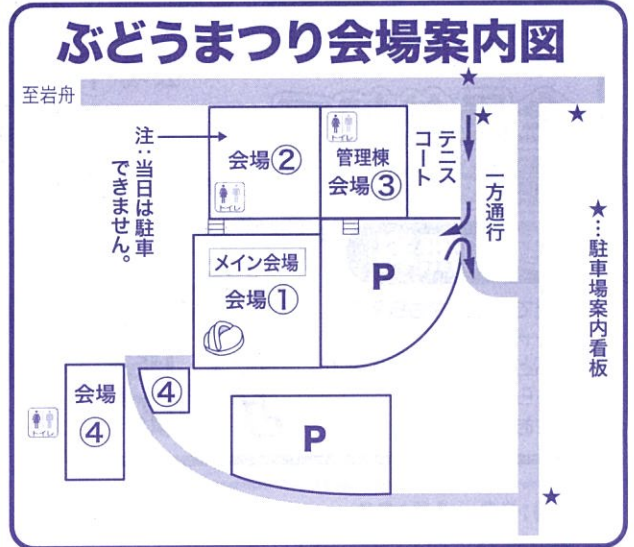 ぶどうまつり会場案内図
至岩舟
注：当日は駐車
できません。
会場②
トイレ
トイレ
管理棟
会場③
テニス
コート
一方通行
★…駐車場案内看板
メイン会場
会場①
P
会場
④
トイレ
④
P